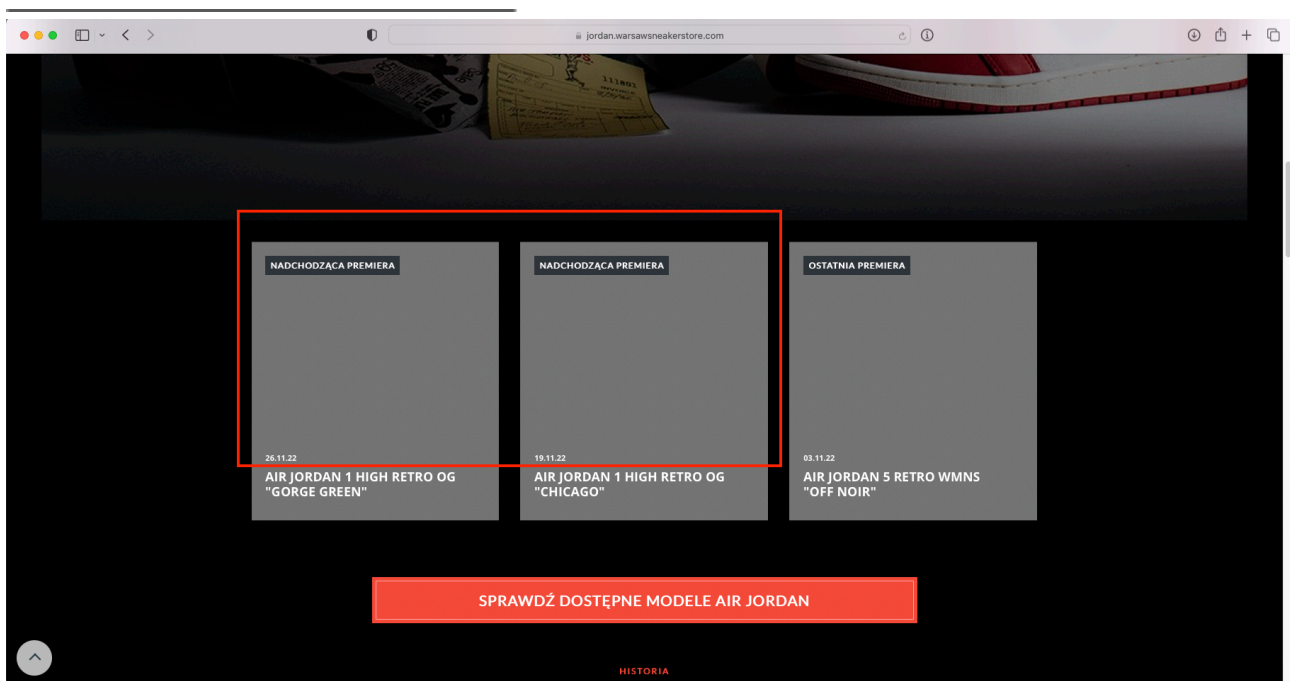 jordan.warsawsneakerstore.com
111801
INVOICE
NADCHODZĄCA PREMIERA
26.11.22
AIR JORDAN 1 HIGH RETRO OG
"GORGE GREEN"
NADCHODZĄCA PREMIERA
19.11.22
AIR JORDAN 1 HIGH RETRO OG
"CHICAGO"
OSTATNIA PREMIERA
03.11.22
AIR JORDAN 5 RETRO WMNS
"OFF NOIR"
SPRAWDŹ DOSTĘPNE MODELE AIR JORDAN
HISTORIA